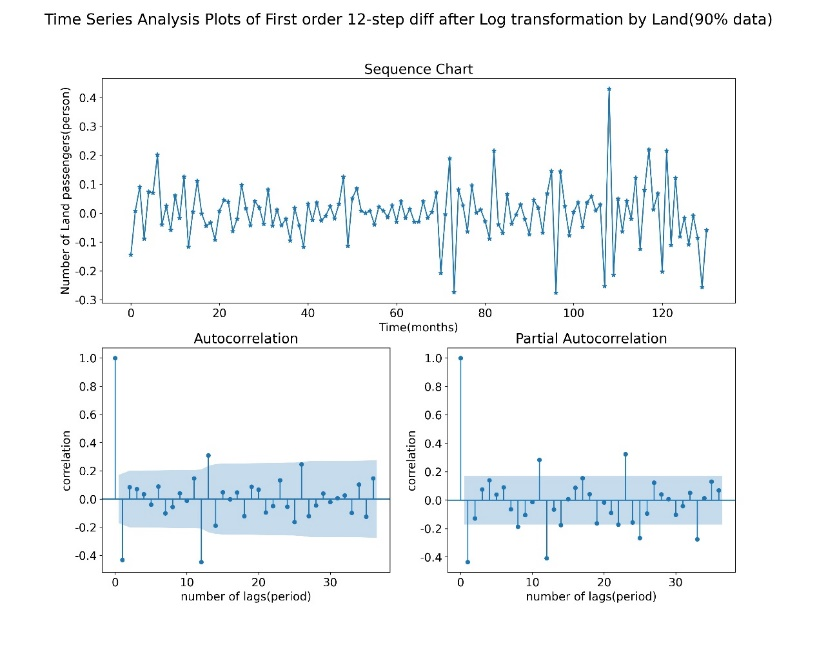 Time Series Analysis Plots of First order 12-step diff after Log transformation by Land(90% data)
Sequence Chart
Number of Land passengers(person)
0.4
0.3
0.2
0.1
0.0
-0.1
-0.2
-0.3
0 20 40 60 80 100 120
Time(months)
Autocorrelation
correlation
1.0
0.8
0.6
0.4
0.2
0.0
-0.2
-0.4
0 10 20 30
number of lags(period)
Partial Autocorrelation
correlation
1.0
0.8
0.6
0.4
0.2
0.0
-0.2
-0.4
0 10 20 30
number of lags(period)